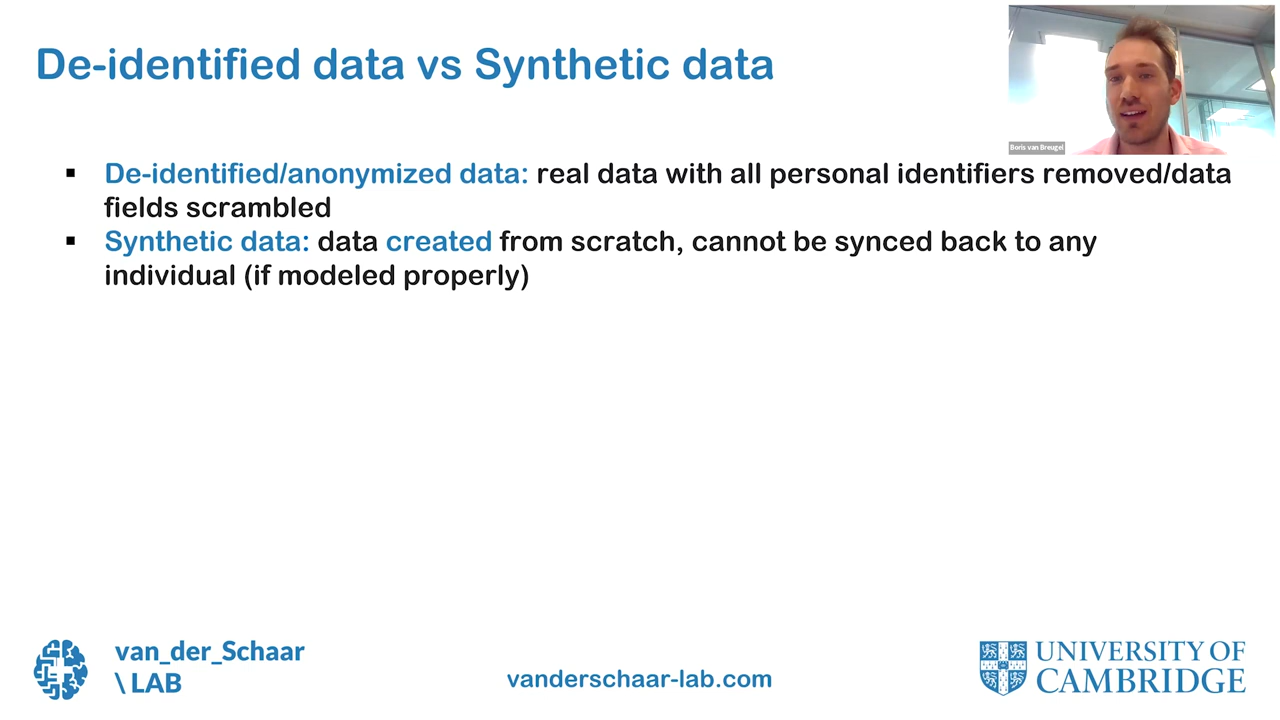 De-identified data vs Synthetic data
Boris van Breugel
▪ De-identified/anonymized data: real data with all personal identifiers removed/data
fields scrambled
▪ Synthetic data: data created from scratch, cannot be synced back to any
individual (if modeled properly)
van_der_Schaar
\ LAB
vanderschaar-lab.com
UNIVERSITY OF
CAMBRIDGE